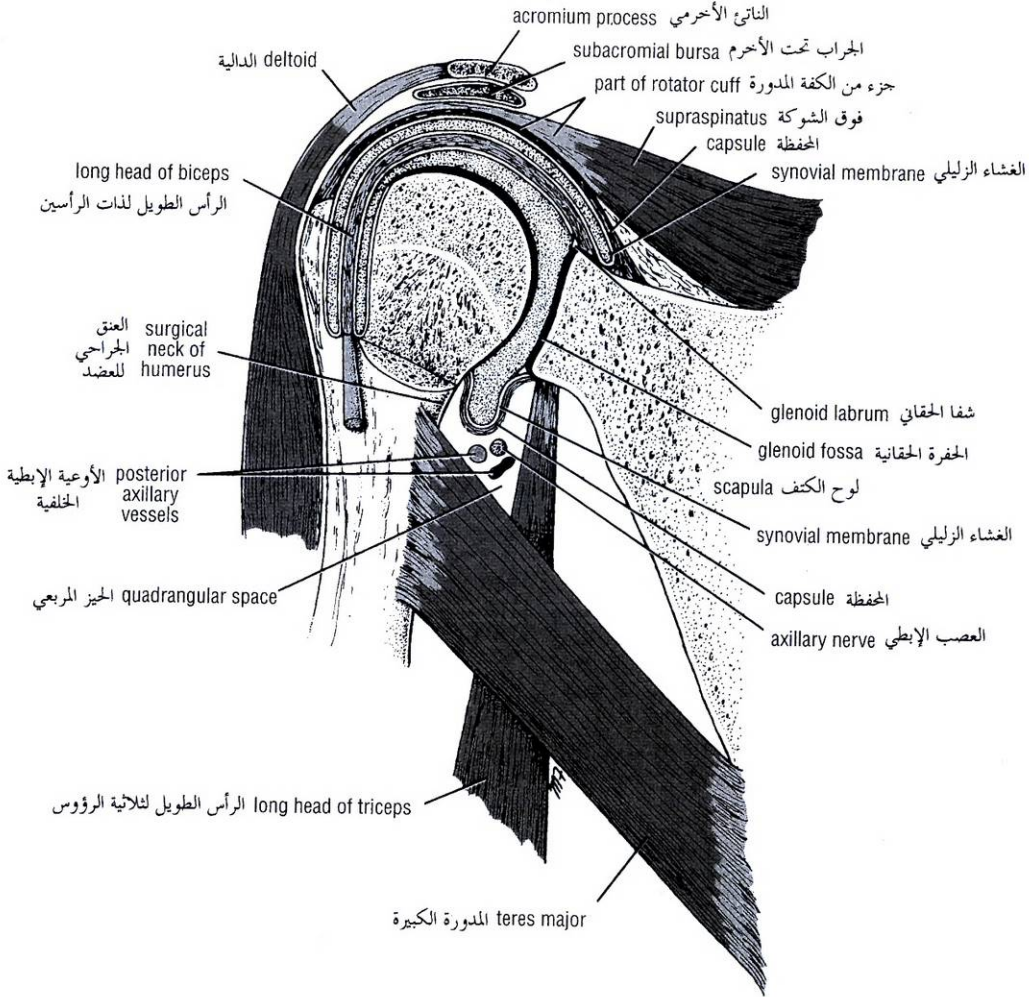 acromium process الناتئ الأخرمي
subacromial bursa الجراب تحت الأخرم
الدالية deltoid
part of rotator cuff جزء من الكفة المدورة
supraspinatus فوق الشوكة
capsule المحفظة
synovial membrane الغشاء الزليلي
long head of biceps
الرأس الطويل لذات الرأسين
العنق surgical
الجراحي neck of
للعضد humerus
glenoid labrum شفا الحقاني
glenoid fossa الحفرة الحقانية
scapula لوح الكتف
الأوعية الإبطية posterior
الخلفية axillary
vessels
synovial membrane الغشاء الزليلي
الحيز المربعي quadrangular space
capsule المحفظة
axillary nerve العصب الإبطي
الرأس الطويل لثلاثية الرؤوس long head of triceps
المدورة الكبيرة teres major